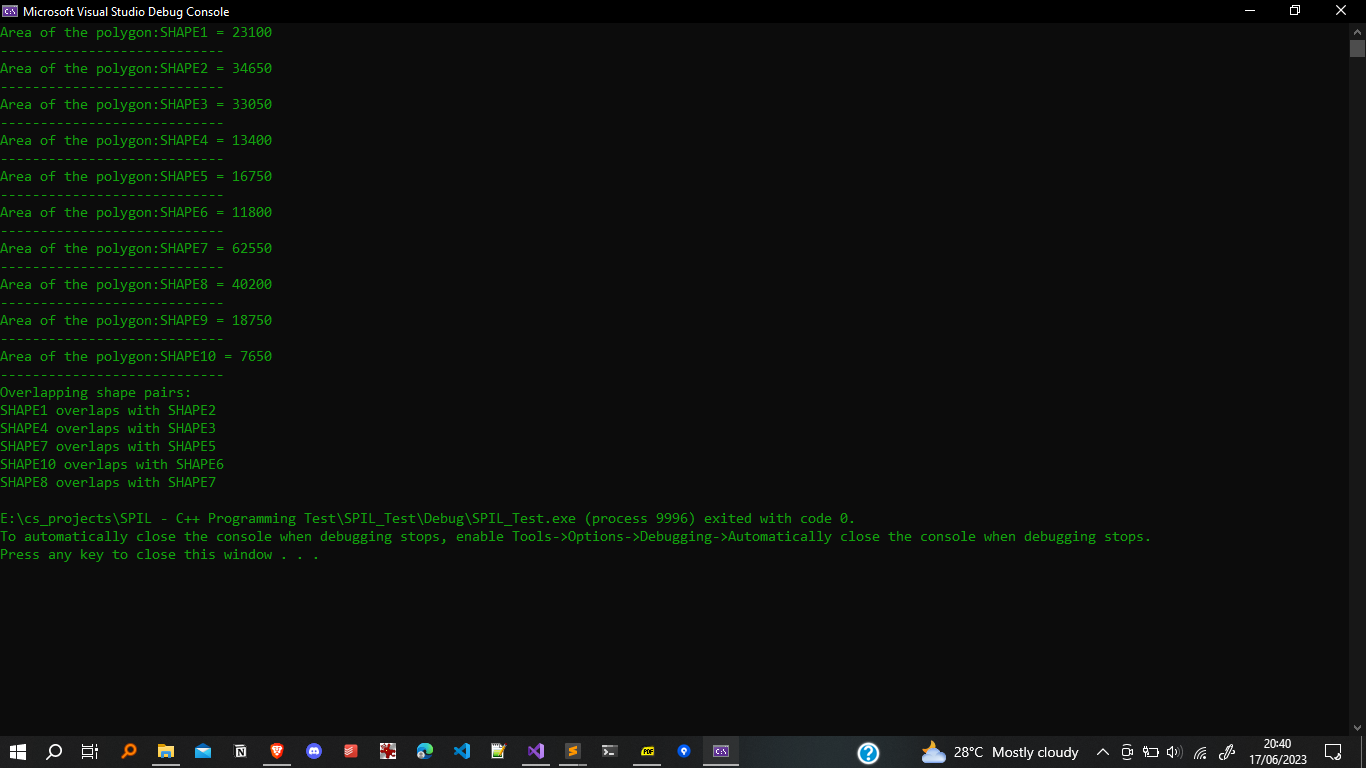 Microsoft Visual Studio Debug Console
Area of the polygon:SHAPE1 = 23100
----------------------------
Area of the polygon:SHAPE2 = 34650
----------------------------
Area of the polygon:SHAPE3 = 33050
----------------------------
Area of the polygon:SHAPE4 = 13400
----------------------------
Area of the polygon:SHAPE5 = 16750
----------------------------
Area of the polygon:SHAPE6 = 11800
----------------------------
Area of the polygon:SHAPE7 = 62550
----------------------------
Area of the polygon:SHAPE8 = 40200
----------------------------
Area of the polygon:SHAPE9 = 18750
----------------------------
Area of the polygon:SHAPE10 = 7650
----------------------------
Overlapping shape pairs:
SHAPE1 overlaps with SHAPE2
SHAPE4 overlaps with SHAPE3
SHAPE7 overlaps with SHAPE5
SHAPE10 overlaps with SHAPE6
SHAPE8 overlaps with SHAPE7
E:\cs_projects\SPIL - C++ Programming Test\SPIL_Test\Debug\SPIL_Test.exe (process 9996) exited with code 0.
To automatically close the console when debugging stops, enable Tools->Options->Debugging->Automatically close the console when debugging stops.
Press any key to close this window . . .
28°C Mostly cloudy
20:40
17/06/2023